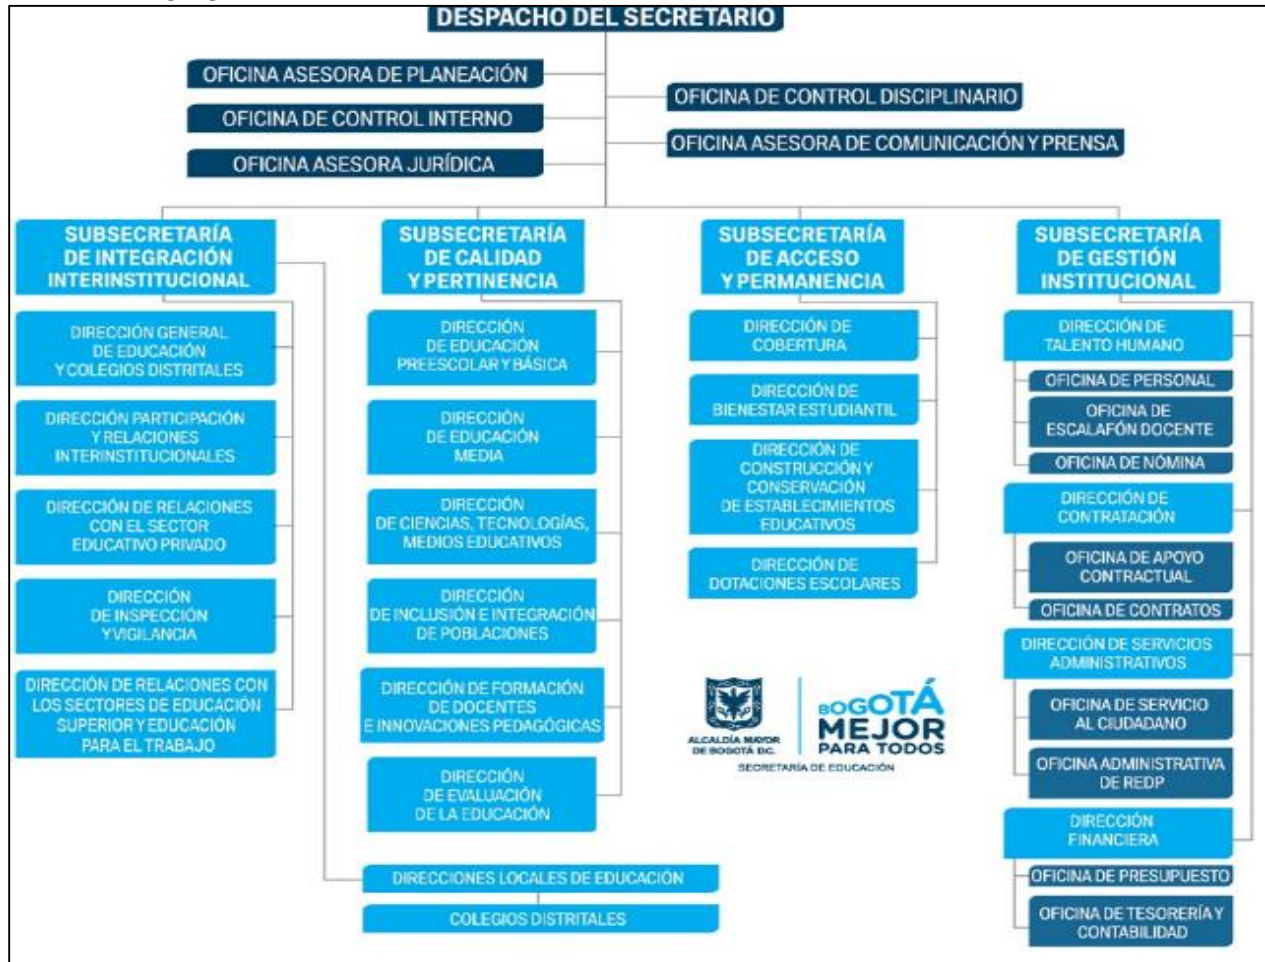 DESPACHO DEL SECRETARIO
OFICINA ASESORA DE PLANEACIÓN
OFICINA DE CONTROL INTERNO
OFICINA ASESORA JURÍDICA
OFICINA DE CONTROL DISCIPLINARIO
OFICINA ASESORA DE COMUNICACIÓN Y PRENSA
SUBSECRETARÍA
DE INTEGRACIÓN
INTERINSTITUCIONAL
DIRECCIÓN GENERAL
DE EDUCACIÓN
Y COLEGIOS DISTRITALES
DIRECCIÓN PARTICIPACIÓN
Y RELACIONES
INTERINSTITUCIONALES
DIRECCIÓN DE RELACIONES
CON EL SECTOR
EDUCATIVO PRIVADO
DIRECCIÓN
DE INSPECCIÓN
Y VIGILANCIA
DIRECCIÓN DE RELACIONES CON
LOS SECTORES DE EDUCACIÓN
SUPERIOR Y EDUCACIÓN
PARA EL TRABAJO
SUBSECRETARÍA
DE CALIDAD
Y PERTINENCIA
DIRECCIÓN
DE EDUCACIÓN
PREESCOLAR Y BÁSICA
DIRECCIÓN
DE EDUCACIÓN
MEDIA
DIRECCIÓN
DE CIENCIAS, TECNOLOGÍAS,
MEDIOS EDUCATIVOS
DIRECCIÓN
DE INCLUSIÓN E INTEGRACIÓN
DE POBLACIONES
DIRECCIÓN DE FORMACIÓN
DE DOCENTES
E INNOVACIONES PEDAGÓGICAS
DIRECCIÓN
DE EVALUACIÓN
DE LA EDUCACIÓN
DIRECCIONES LOCALES DE EDUCACIÓN
COLEGIOS DISTRITALES
SUBSECRETARÍA
DE ACCESO
Y PERMANENCIA
DIRECCIÓN DE
COBERTURA
DIRECCIÓN DE
BIENESTAR ESTUDIANTIL
DIRECCIÓN DE
CONSTRUCCIÓN Y
CONSERVACIÓN
DE ESTABLECIMIENTOS
EDUCATIVOS
DIRECCIÓN DE
DOTACIONES ESCOLARES
ALCALDÍA MAYOR
DE BOGOTÁ D.C.
BOGOTÁ
MEJOR
PARA TODOS
SECRETARÍA DE EDUCACIÓN
SUBSECRETARÍA
DE GESTIÓN
INSTITUCIONAL
DIRECCIÓN DE
TALENTO HUMANO
OFICINA DE PERSONAL
OFICINA DE
ESCALAFÓN DOCENTE
OFICINA DE NÓMINA
DIRECCIÓN DE
CONTRATACIÓN
OFICINA DE APOYO
CONTRACTUAL
OFICINA DE CONTRATOS
DIRECCIÓN DE SERVICIOS
ADMINISTRATIVOS
OFICINA DE SERVICIO
AL CIUDADANO
OFICINA ADMINISTRATIVA
DE REDP
DIRECCIÓN
FINANCIERA
OFICINA DE PRESUPUESTO
OFICINA DE TESORERÍA Y
CONTABILIDAD